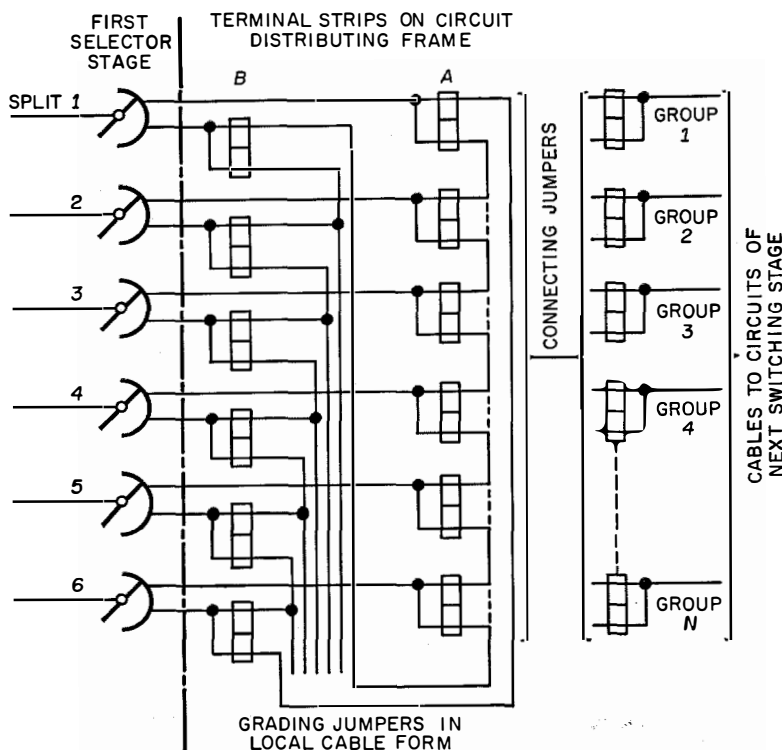 FIRST
SELECTOR
STAGE
TERMINAL STRIPS ON CIRCUIT
DISTRIBUTING FRAME
B
A
SPLIT 1
2
3
4
5
6
CONNECTING JUMPERS
GROUP
1
GROUP
2
GROUP
3
GROUP
4
GROUP
N
CABLES TO CIRCUITS OF
NEXT SWITCHING STAGE
GRADING JUMPERS IN
LOCAL CABLE FORM